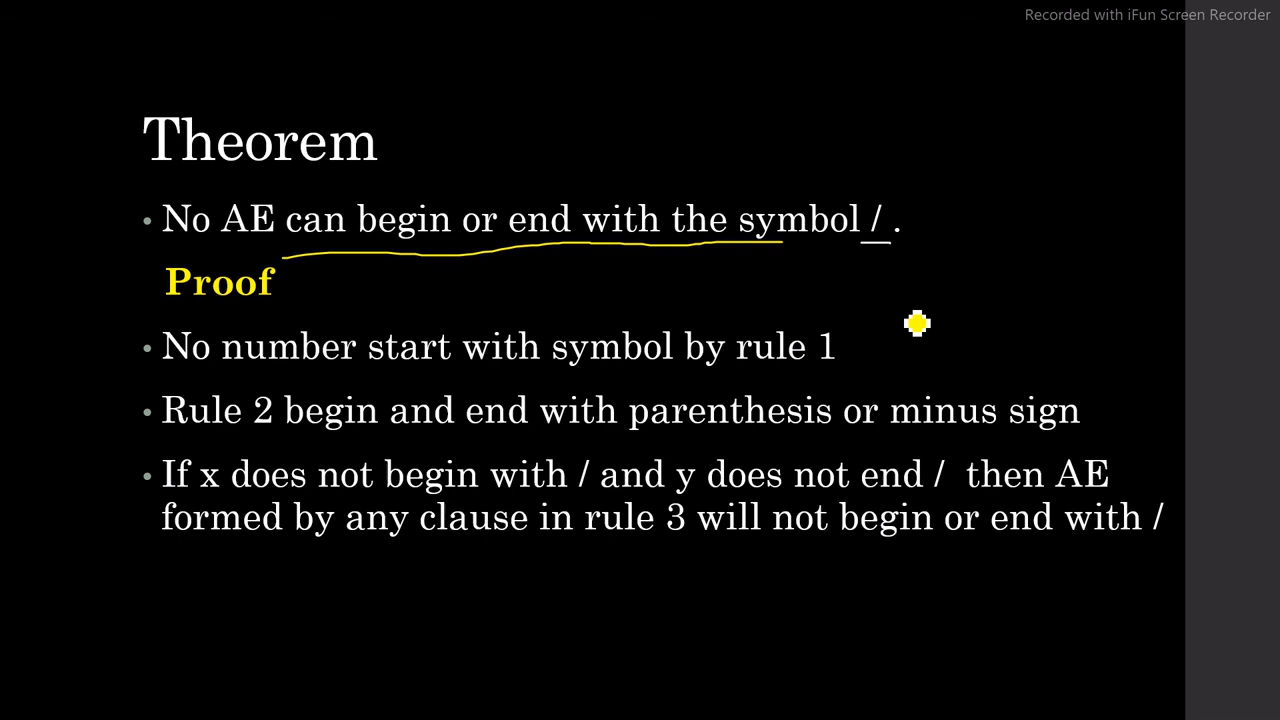 Recorded with iFun Screen Recorder
Theorem
• No AE can begin or end with the symbol / .
Proof
• No number start with symbol by rule 1
• Rule 2 begin and end with parenthesis or minus sign
• If x does not begin with / and y does not end / then AE
formed by any clause in rule 3 will not begin or end with /